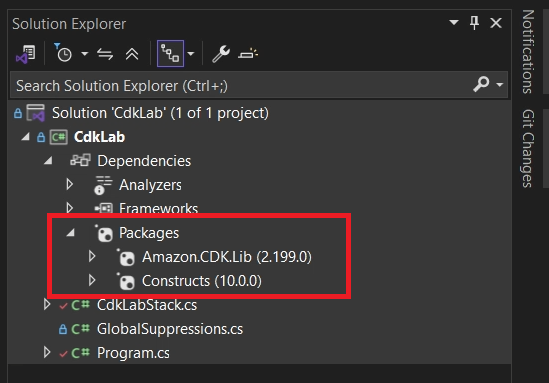 Solution Explorer
Search Solution Explorer (Ctrl+;)
Solution 'CdkLab' (1 of 1 project)
C# CdkLab
Dependencies
Analyzers
Frameworks
Packages
Amazon.CDK.Lib (2.199.0)
Constructs (10.0.0)
C# CdkLabStack.cs
C# GlobalSuppressions.cs
C# Program.cs
Notifications
Git Changes